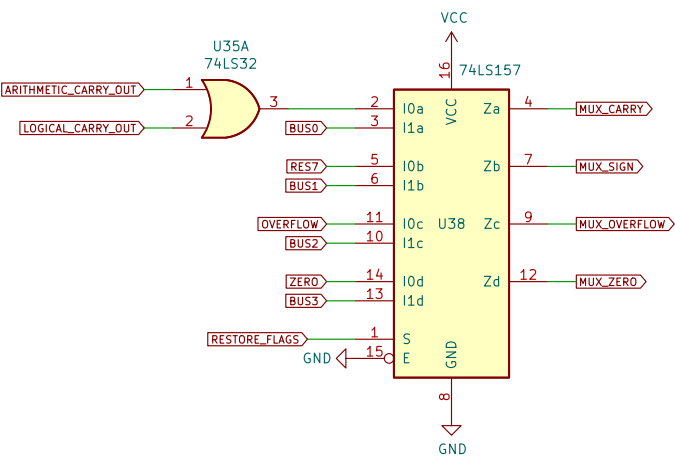 VCC
U35A
74LS32
16
74LS157
ARITHMETIC_CARRY_OUT 1
3 2 I0a VCC Za 4 MUX_CARRY
LOGICAL_CARRY_OUT 2
BUS0 3 I1a
RES7 5 I0b Zb 7 MUX_SIGN
BUS1 6 I1b
OVERFLOW 11 I0c U38 Zc 9 MUX_OVERFLOW
BUS2 10 I1c
ZERO 14 I0d Zd 12 MUX_ZERO
BUS3 13 I1d
RESTORE_FLAGS 1 S
GND 15 E GND
8
GND